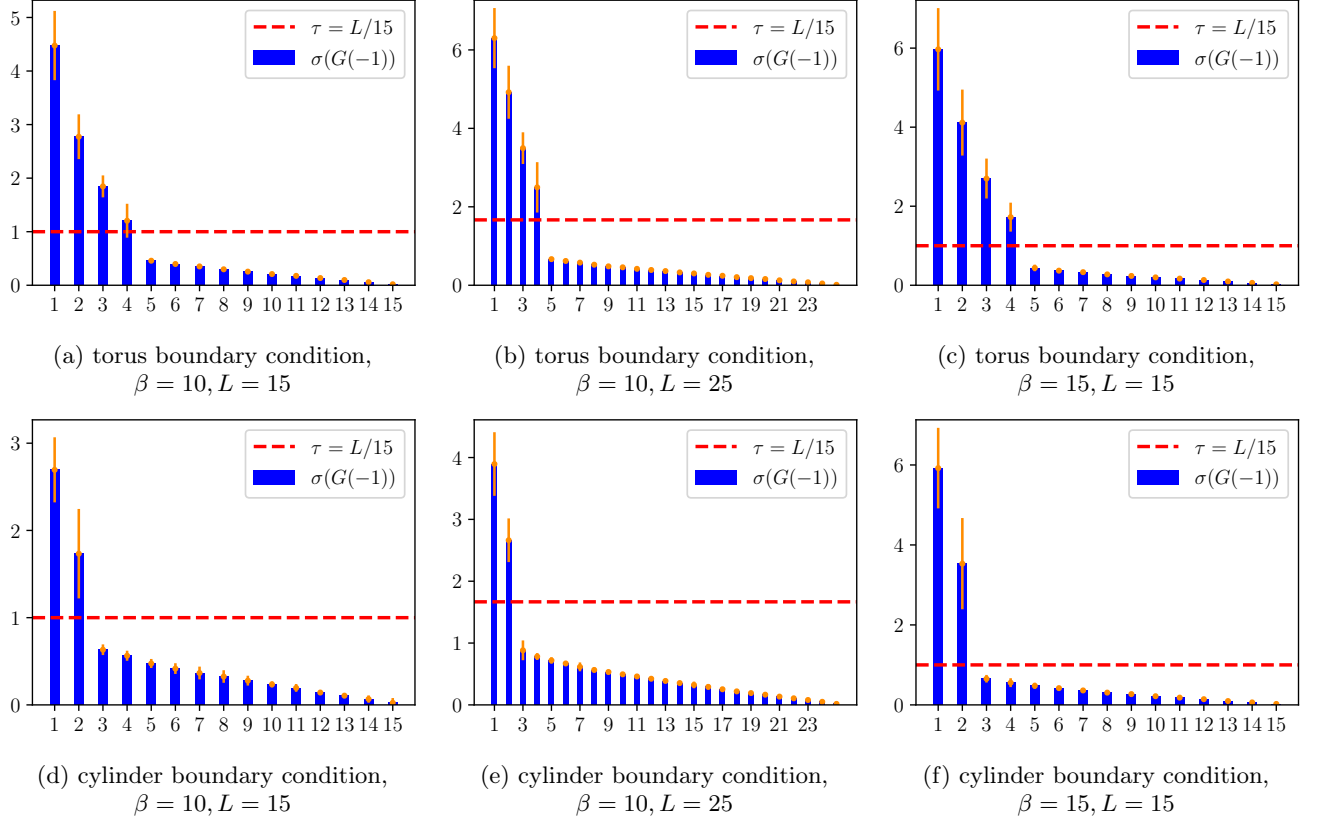 5
4
3
2
1
0
τ = L/15
σ(G(−1))
1 2 3 4 5 6 7 8 9 10 11 12 13 14 15
(a) torus boundary condition,
β = 10, L = 15
6
4
2
0
τ = L/15
σ(G(−1))
1 3 5 7 9 11 13 15 17 19 21 23
(b) torus boundary condition,
β = 10, L = 25
6
4
2
0
τ = L/15
σ(G(−1))
1 2 3 4 5 6 7 8 9 10 11 12 13 14 15
(c) torus boundary condition,
β = 15, L = 15
3
2
1
0
τ = L/15
σ(G(−1))
1 2 3 4 5 6 7 8 9 10 11 12 13 14 15
(d) cylinder boundary condition,
β = 10, L = 15
4
3
2
1
0
τ = L/15
σ(G(−1))
1 3 5 7 9 11 13 15 17 19 21 23
(e) cylinder boundary condition,
β = 10, L = 25
6
4
2
0
τ = L/15
σ(G(−1))
1 2 3 4 5 6 7 8 9 10 11 12 13 14 15
(f) cylinder boundary condition,
β = 15, L = 15